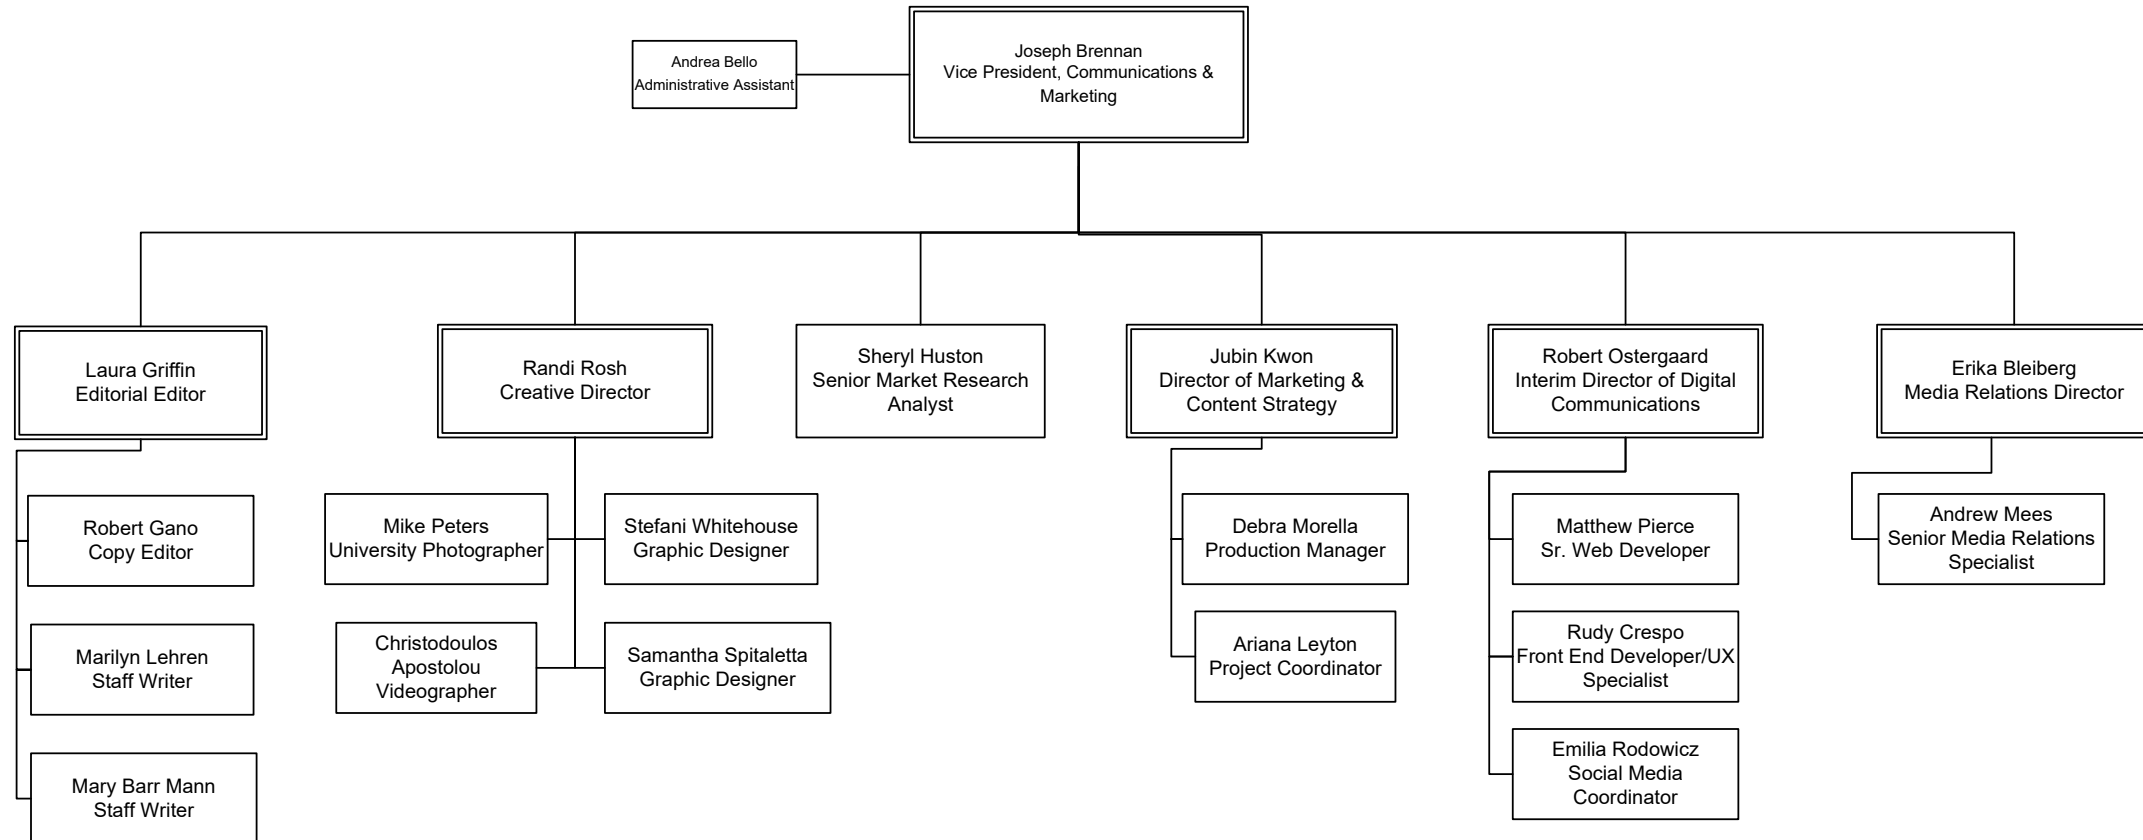 Joseph Brennan
Vice President, Communications &
Marketing
Andrea Bello
Administrative Assistant
Laura Griffin
Editorial Editor
Randi Rosh
Creative Director
Sheryl Huston
Senior Market Research
Analyst
Jubin Kwon
Director of Marketing &
Content Strategy
Robert Ostergaard
Interim Director of Digital
Communications
Erika Bleiberg
Media Relations Director
Robert Gano
Copy Editor
Marilyn Lehren
Staff Writer
Mary Barr Mann
Staff Writer
Mike Peters
University Photographer
Stefani Whitehouse
Graphic Designer
Christodoulos
Apostolou
Videographer
Samantha Spitaletta
Graphic Designer
Debra Morella
Production Manager
Ariana Leyton
Project Coordinator
Matthew Pierce
Sr. Web Developer
Rudy Crespo
Front End Developer/UX
Specialist
Emilia Rodowicz
Social Media
Coordinator
Andrew Mees
Senior Media Relations
Specialist